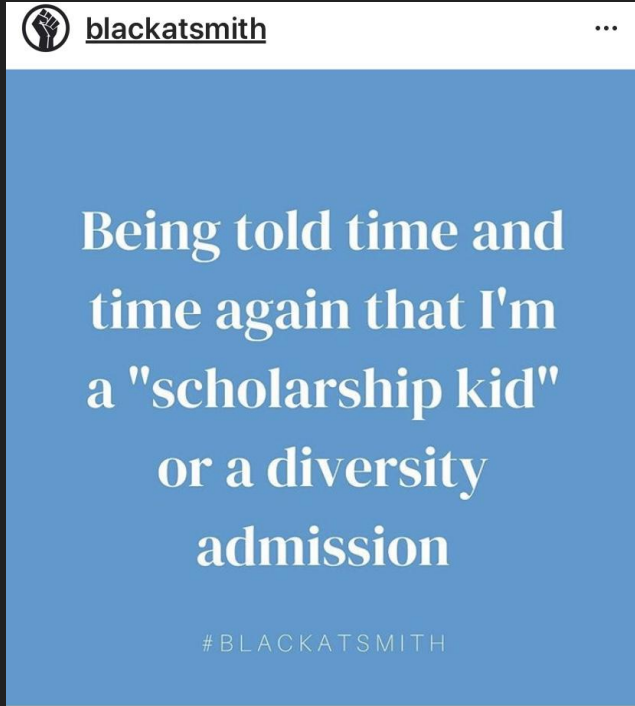 blackatsmith
Being told time and
time again that I'm
a "scholarship kid"
or a diversity
admission
#BLACKATSMITH